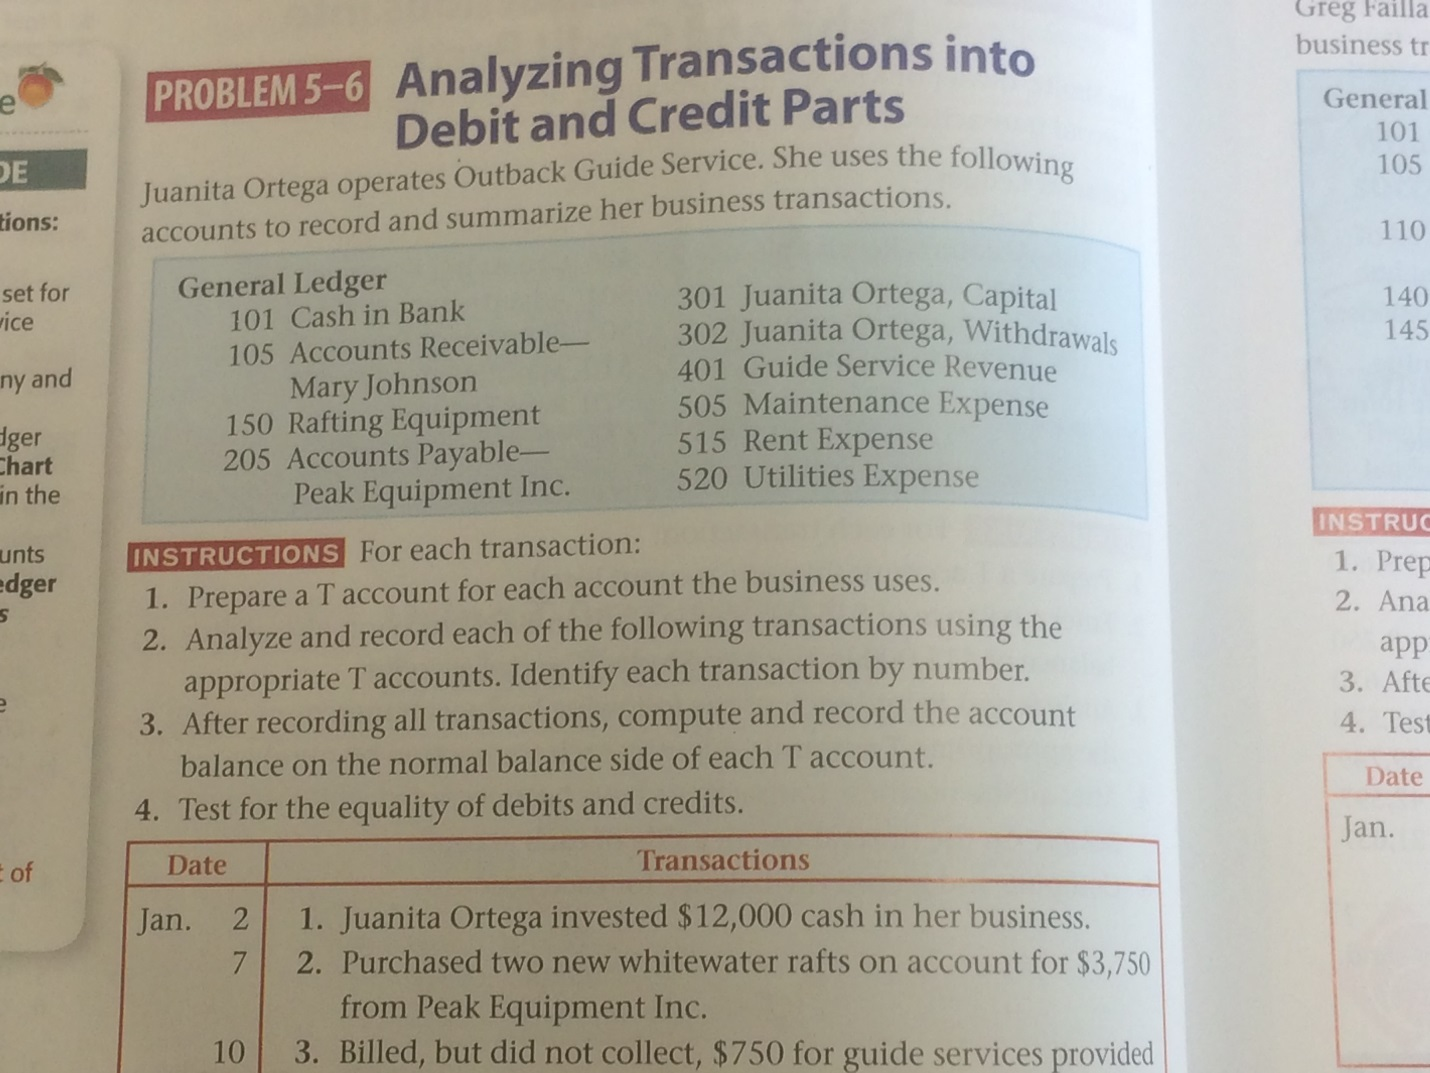 e
DE
tions:
set for
vice
ny and
dger
Chart
in the
unts
edger
s
e
t of
PROBLEM 5–6 Analyzing Transactions into
Debit and Credit Parts
Juanita Ortega operates Outback Guide Service. She uses the following
accounts to record and summarize her business transactions.
General Ledger
101 Cash in Bank
105 Accounts Receivable—
Mary Johnson
150 Rafting Equipment
205 Accounts Payable—
Peak Equipment Inc.
301 Juanita Ortega, Capital
302 Juanita Ortega, Withdrawals
401 Guide Service Revenue
505 Maintenance Expense
515 Rent Expense
520 Utilities Expense
INSTRUCTIONS For each transaction:
1. Prepare a T account for each account the business uses.
2. Analyze and record each of the following transactions using the
appropriate T accounts. Identify each transaction by number.
3. After recording all transactions, compute and record the account
balance on the normal balance side of each T account.
4. Test for the equality of debits and credits.
Date Transactions
Jan. 2 1. Juanita Ortega invested $12,000 cash in her business.
7 2. Purchased two new whitewater rafts on account for $3,750
from Peak Equipment Inc.
10 3. Billed, but did not collect, $750 for guide services provided
Greg Failla
business tr
General
101
105
110
140
145
INSTRUC
1. Prep
2. Ana
app
3. Afte
4. Test
Date
Jan.